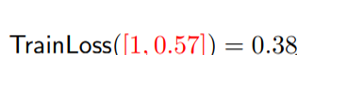 TrainLoss([1, 0.57]) = 0.38